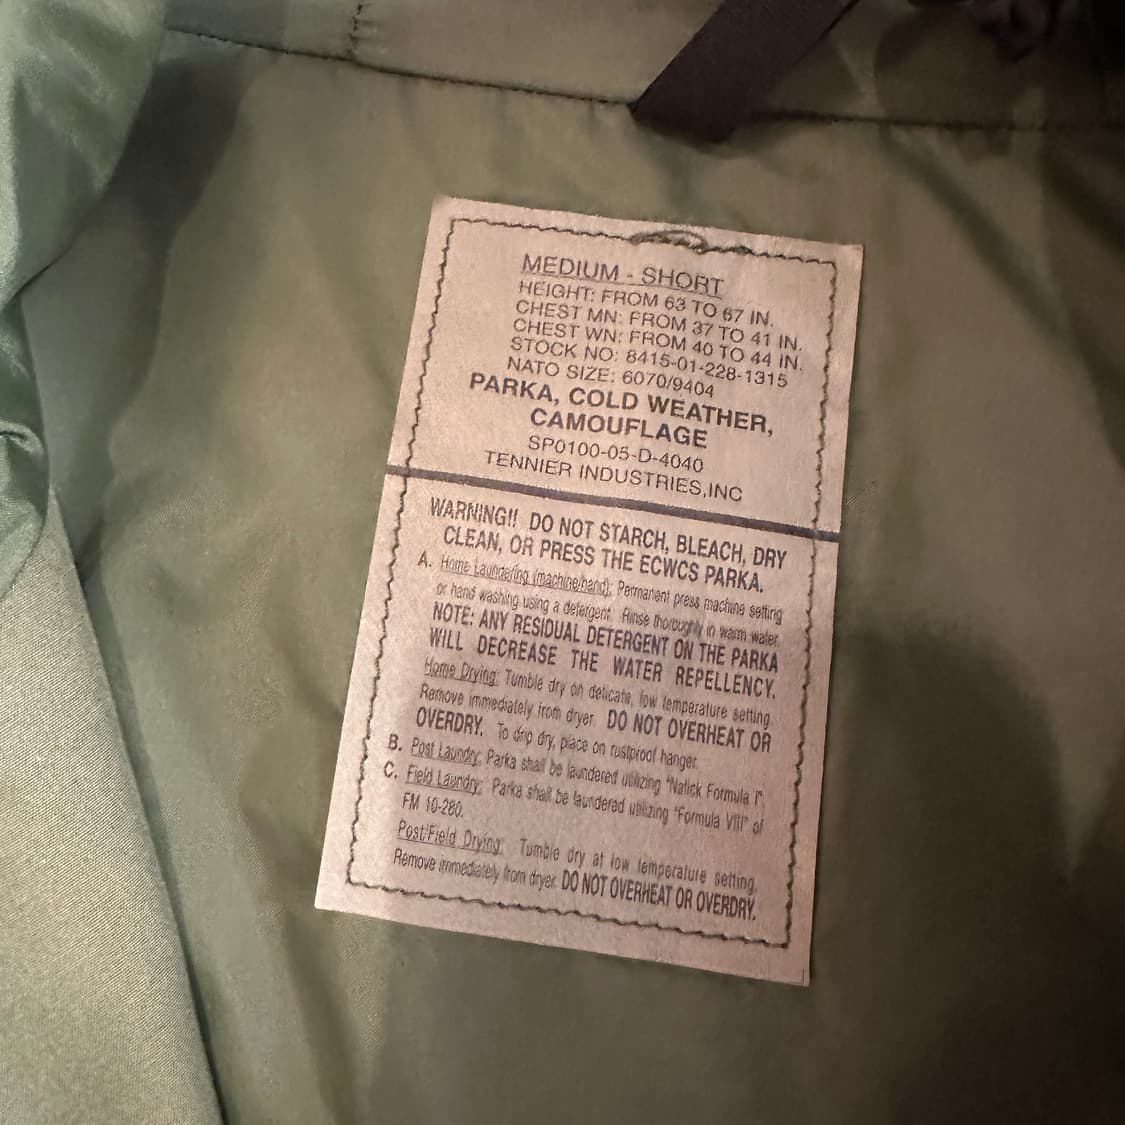 MEDIUM - SHORT
HEIGHT: FROM 63 TO 67 IN.
CHEST MN: FROM 37 TO 41 IN.
CHEST WN: FROM 40 TO 44 IN.
STOCK NO: 8415-01-228-1315
NATO SIZE: 6070/9404
PARKA, COLD WEATHER,
CAMOUFLAGE
SP0100-05-D-4040
TENNIER INDUSTRIES,INC
WARNING!! DO NOT STARCH, BLEACH, DRY
CLEAN, OR PRESS THE ECWCS PARKA.
A. Home Laundering (machine/hand): Permanent press machine setting
or hand washing using a detergent. Rinse thoroughly in warm water.
NOTE: ANY RESIDUAL DETERGENT ON THE PARKA
WILL DECREASE THE WATER REPELLENCY.
Home Drying: Tumble dry on delicate, low temperature setting.
Remove immediately from dryer. DO NOT OVERHEAT OR
OVERDRY. To drip dry, place on rustproof hanger.
B. Post Laundry: Parka shall be laundered utilizing "Natick Formula I".
C. Field Laundry: Parka shall be laundered utilizing "Formula VIII" of
FM 10-280.
Post/Field Drying: Tumble dry at low temperature setting.
Remove immediately from dryer. DO NOT OVERHEAT OR OVERDRY.